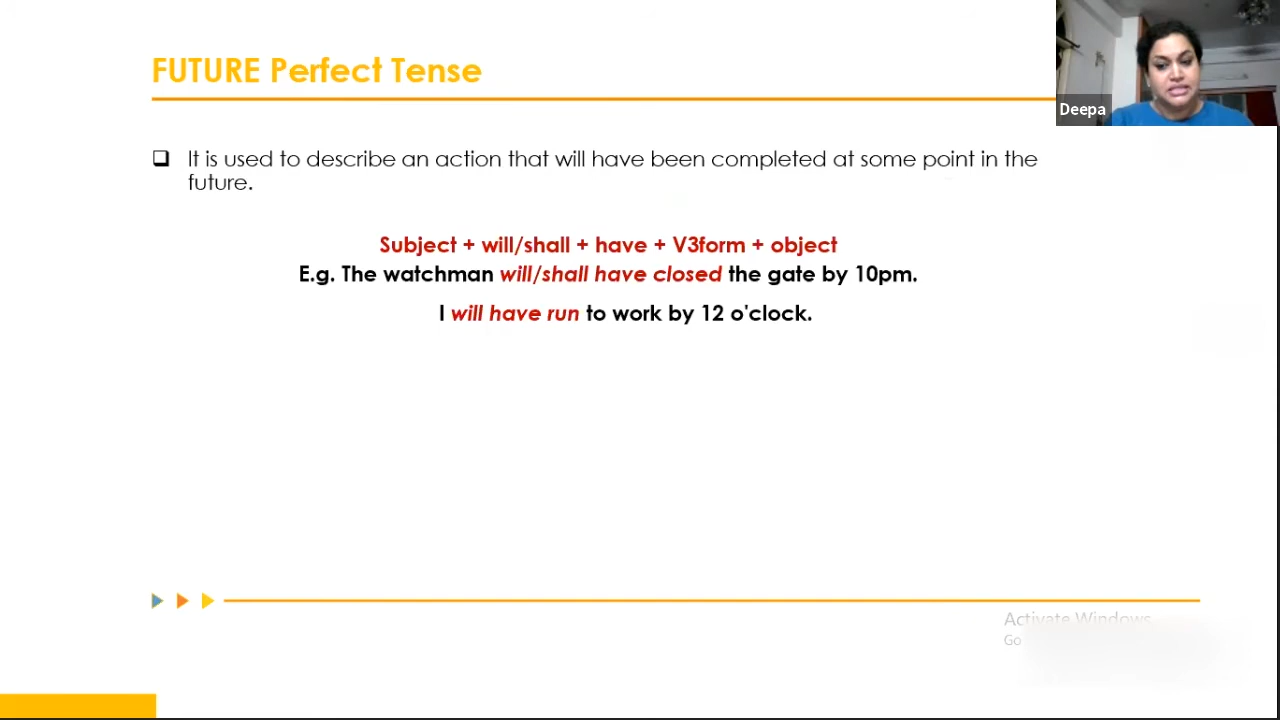 FUTURE Perfect Tense
Deepa
It is used to describe an action that will have been completed at some point in the
future.
Subject + will/shall + have + V3form + object
E.g. The watchman will/shall have closed the gate by 10pm.
I will have run to work by 12 o'clock.
Activate Windows
Go